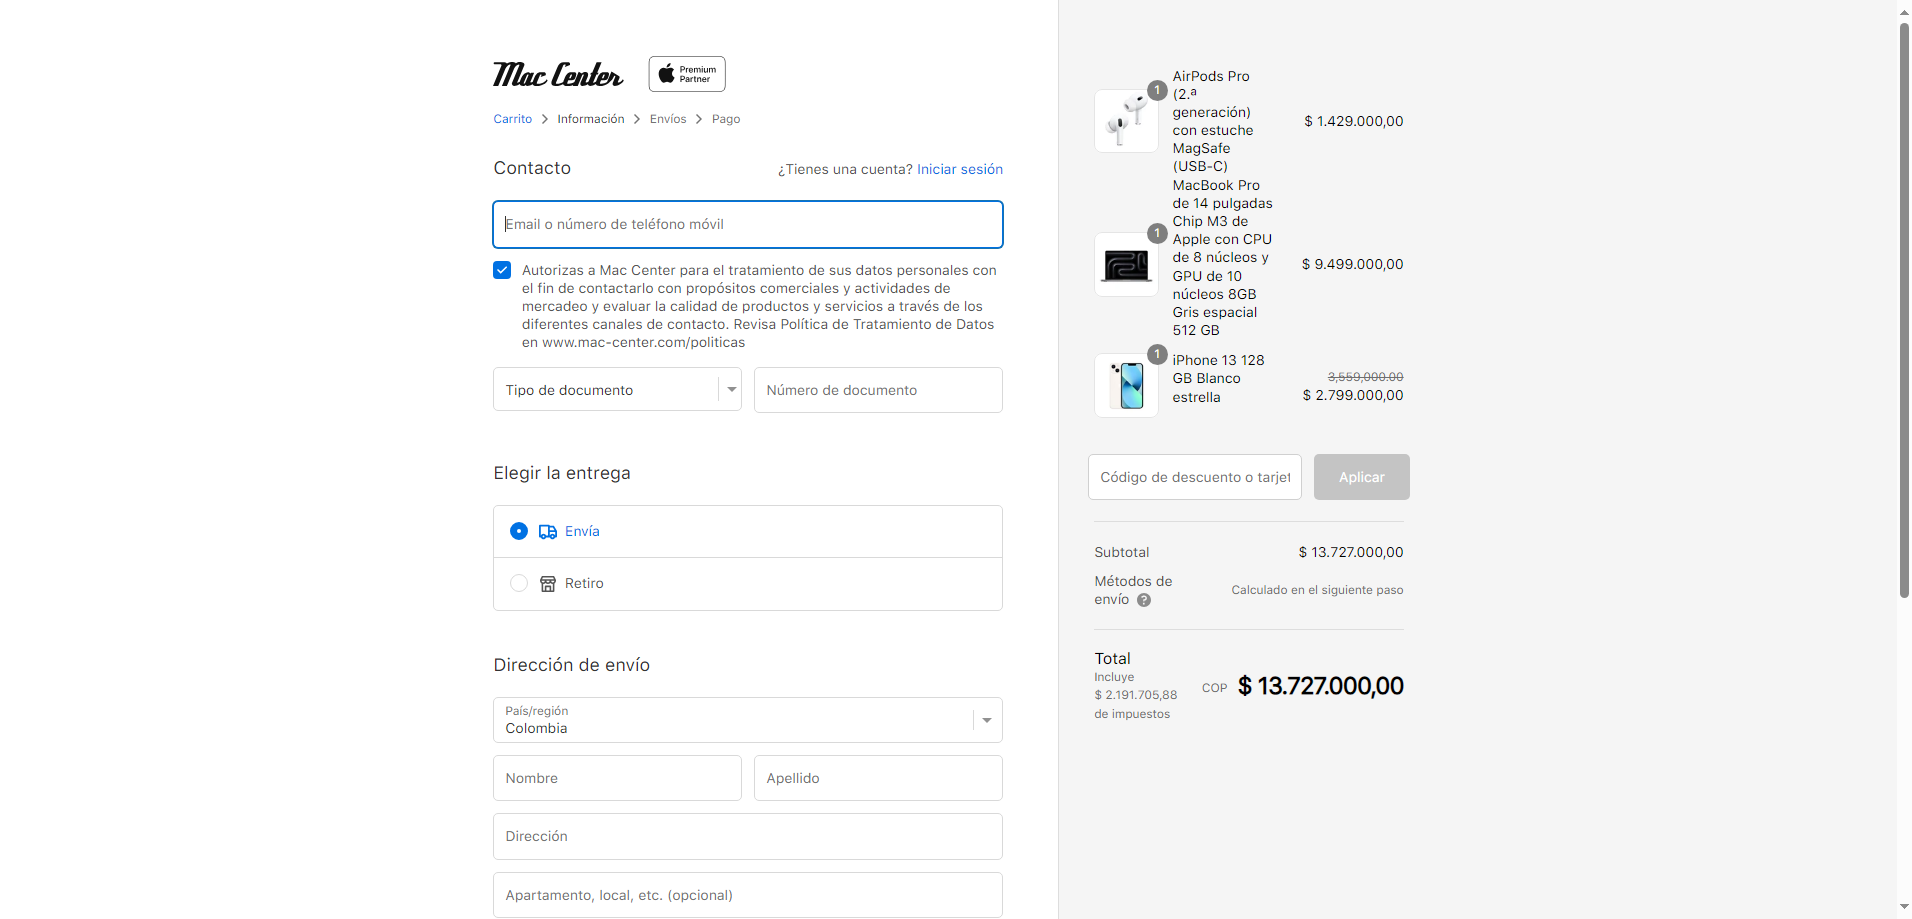 Mac Center
Premium
Partner
Carrito > Información > Envíos > Pago
Contacto
¿Tienes una cuenta? Iniciar sesión
Email o número de teléfono móvil
Autorizas a Mac Center para el tratamiento de sus datos personales con
el fin de contactarlo con propósitos comerciales y actividades de
mercadeo y evaluar la calidad de productos y servicios a través de los
diferentes canales de contacto. Revisa Política de Tratamiento de Datos
en www.mac-center.com/politicas
Tipo de documento
Número de documento
Elegir la entrega
Envía
Retiro
Dirección de envío
País/región
Colombia
Nombre
Apellido
Dirección
Apartamento, local, etc. (opcional)
1
AirPods Pro
(2.ª
generación)
con estuche
MagSafe
(USB-C)
$ 1.429.000,00
1
MacBook Pro
de 14 pulgadas
Chip M3 de
Apple con CPU
de 8 núcleos y
GPU de 10
núcleos 8GB
Gris espacial
512 GB
$ 9.499.000,00
1
iPhone 13 128
GB Blanco
estrella
3,559,000.00
$ 2.799.000,00
Código de descuento o tarjet
Aplicar
Subtotal
$ 13.727.000,00
Métodos de
envío ?
Calculado en el siguiente paso
Total
Incluye
$ 2.191.705,88
de impuestos
COP $ 13.727.000,00